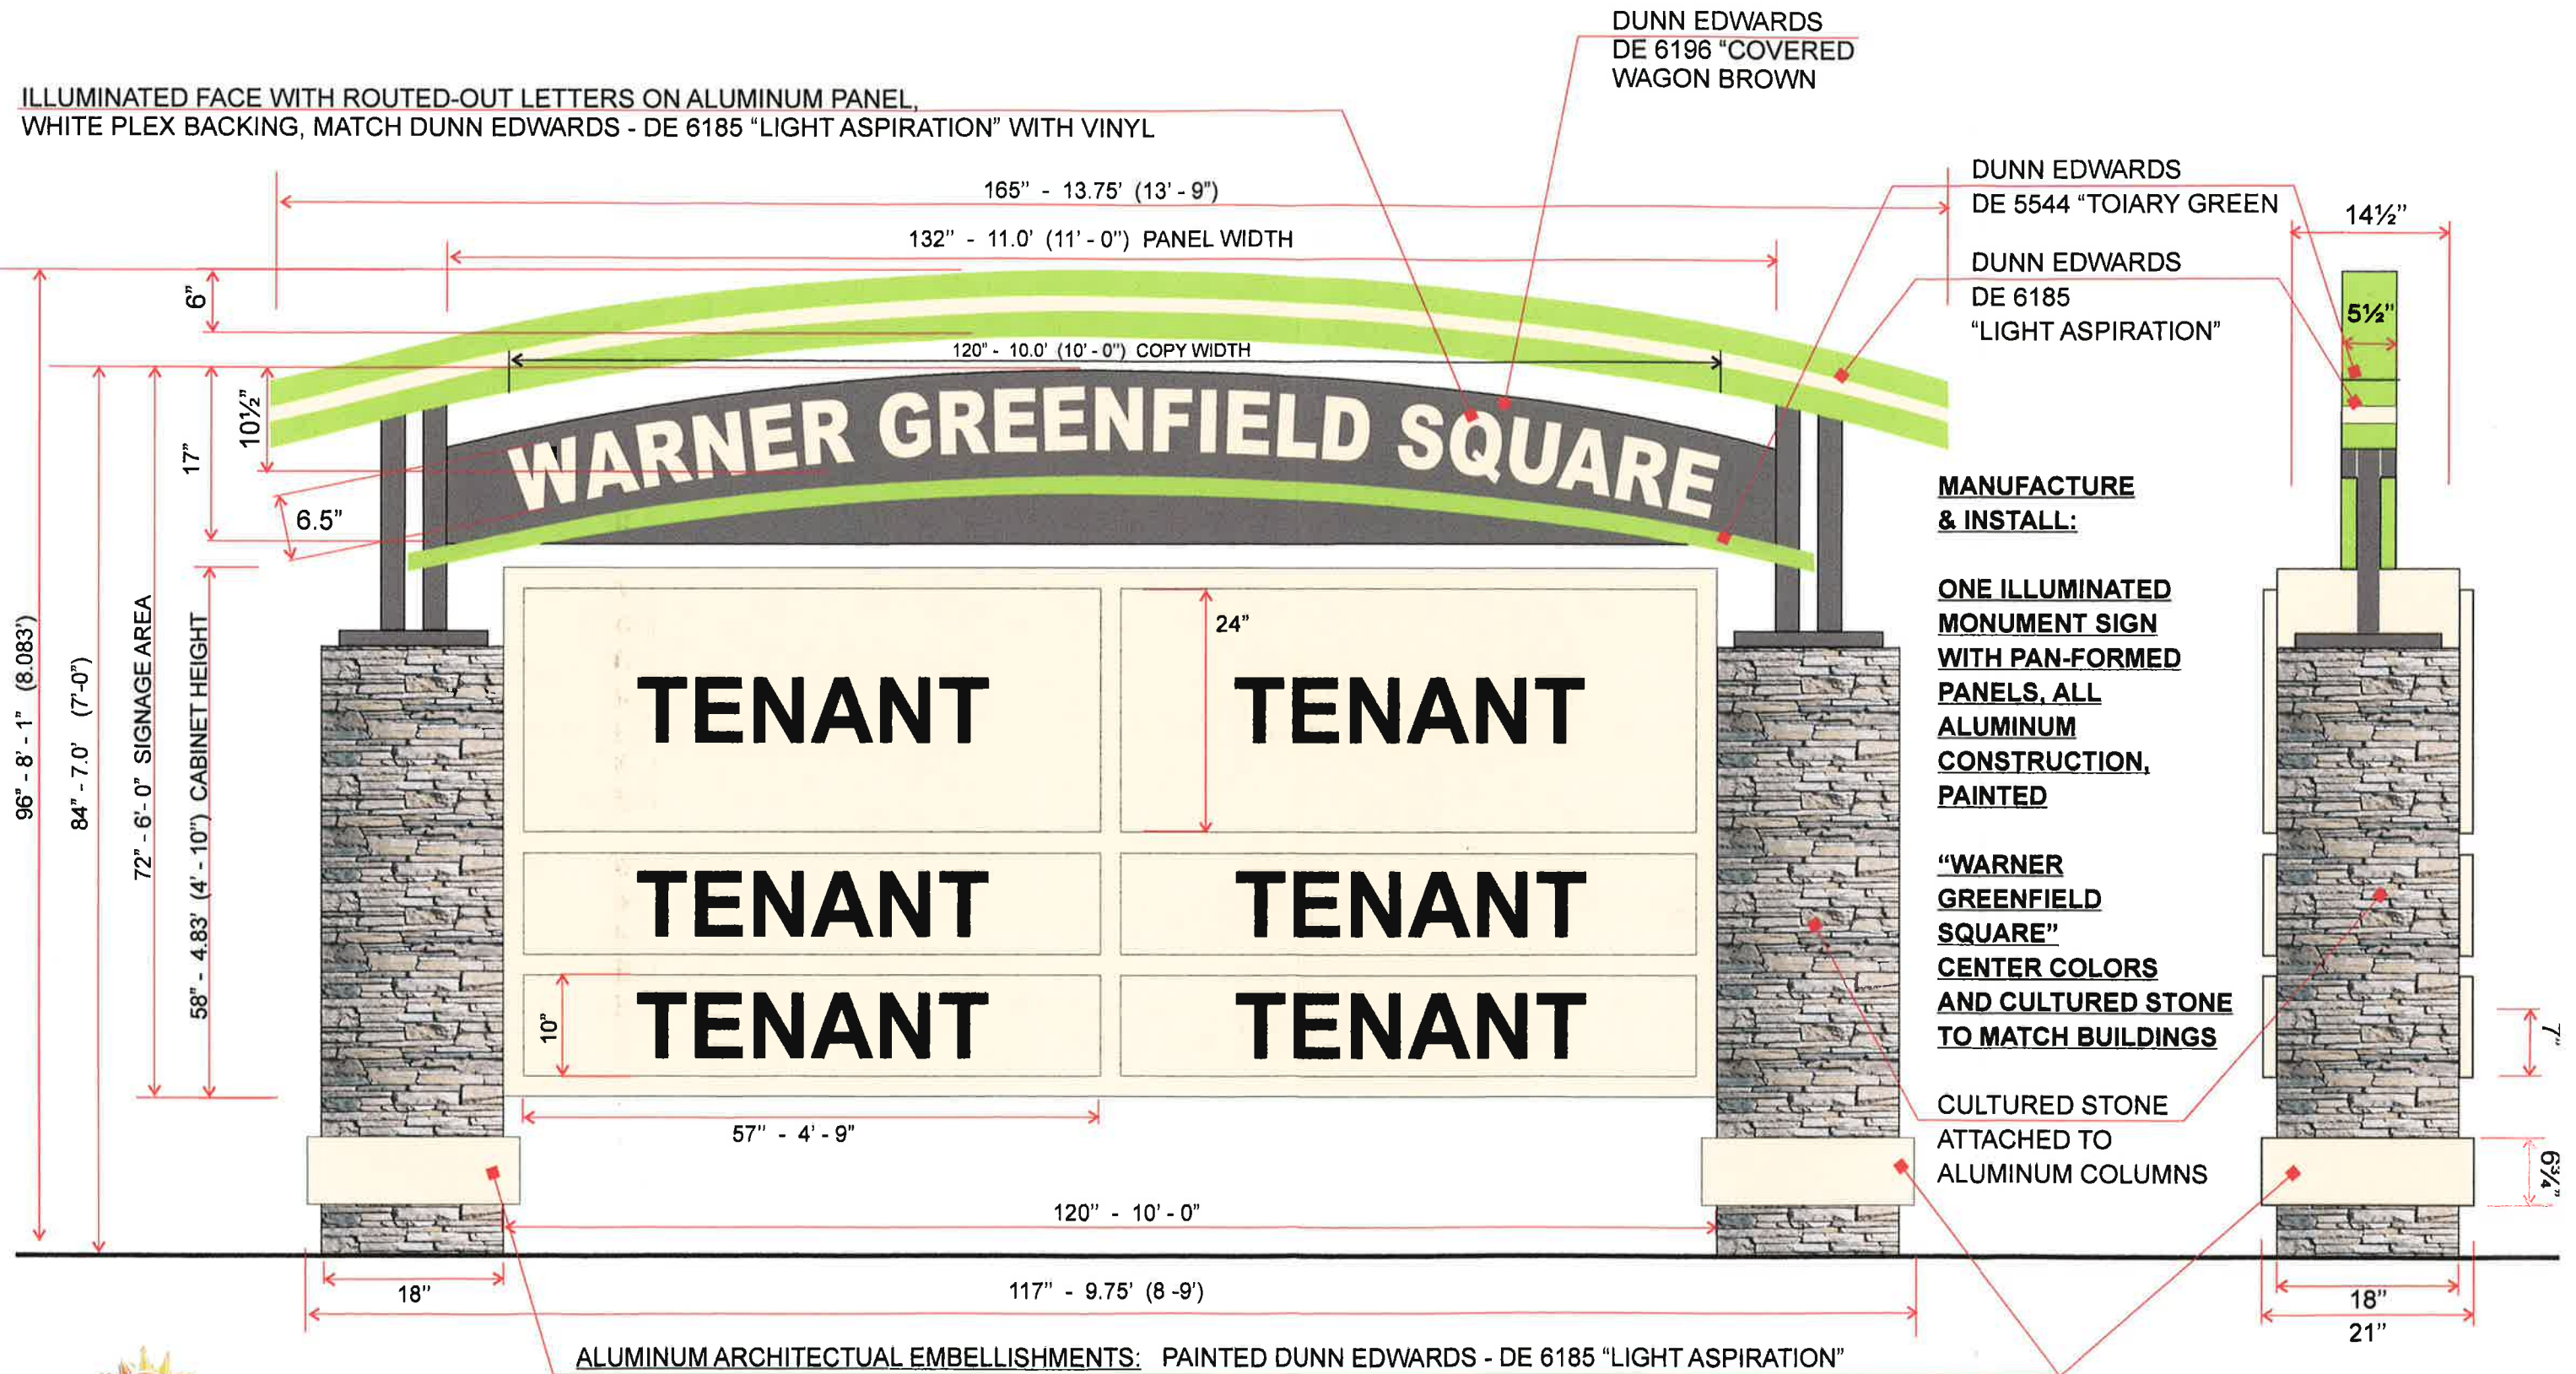 DUNN EDWARDS
DE 6196 “COVERED
WAGON BROWN
ILLUMINATED FACE WITH ROUTED-OUT LETTERS ON ALUMINUM PANEL,
WHITE PLEX BACKING, MATCH DUNN EDWARDS - DE 6185 “LIGHT ASPIRATION” WITH VINYL
165” - 13.75’ (13’ - 9”)
132” - 11.0’ (11’ - 0”) PANEL WIDTH
DUNN EDWARDS
DE 5544 “TOIARY GREEN
DUNN EDWARDS
DE 6185
“LIGHT ASPIRATION”
14½”
5½”
6”
120” - 10.0’ (10’ - 0”) COPY WIDTH
10½”
17”
6.5”
WARNER GREENFIELD SQUARE
96” - 8’ - 1” (8.083’)
84” - 7.0’ (7’-0”)
72” - 6’- 0” SIGNAGE AREA
58” - 4.83’ (4’ - 10”) CABINET HEIGHT
24”
TENANT
TENANT
TENANT
TENANT
10”
TENANT
TENANT
57” - 4’ - 9”
120” - 10’ - 0”
18”
117” - 9.75’ (8 -9’)
MANUFACTURE
& INSTALL:
ONE ILLUMINATED
MONUMENT SIGN
WITH PAN-FORMED
PANELS, ALL
ALUMINUM
CONSTRUCTION,
PAINTED
“WARNER
GREENFIELD
SQUARE”
CENTER COLORS
AND CULTURED STONE
TO MATCH BUILDINGS
CULTURED STONE
ATTACHED TO
ALUMINUM COLUMNS
7”
6¾”
18”
21”
ALUMINUM ARCHITECTUAL EMBELLISHMENTS: PAINTED DUNN EDWARDS - DE 6185 “LIGHT ASPIRATION”